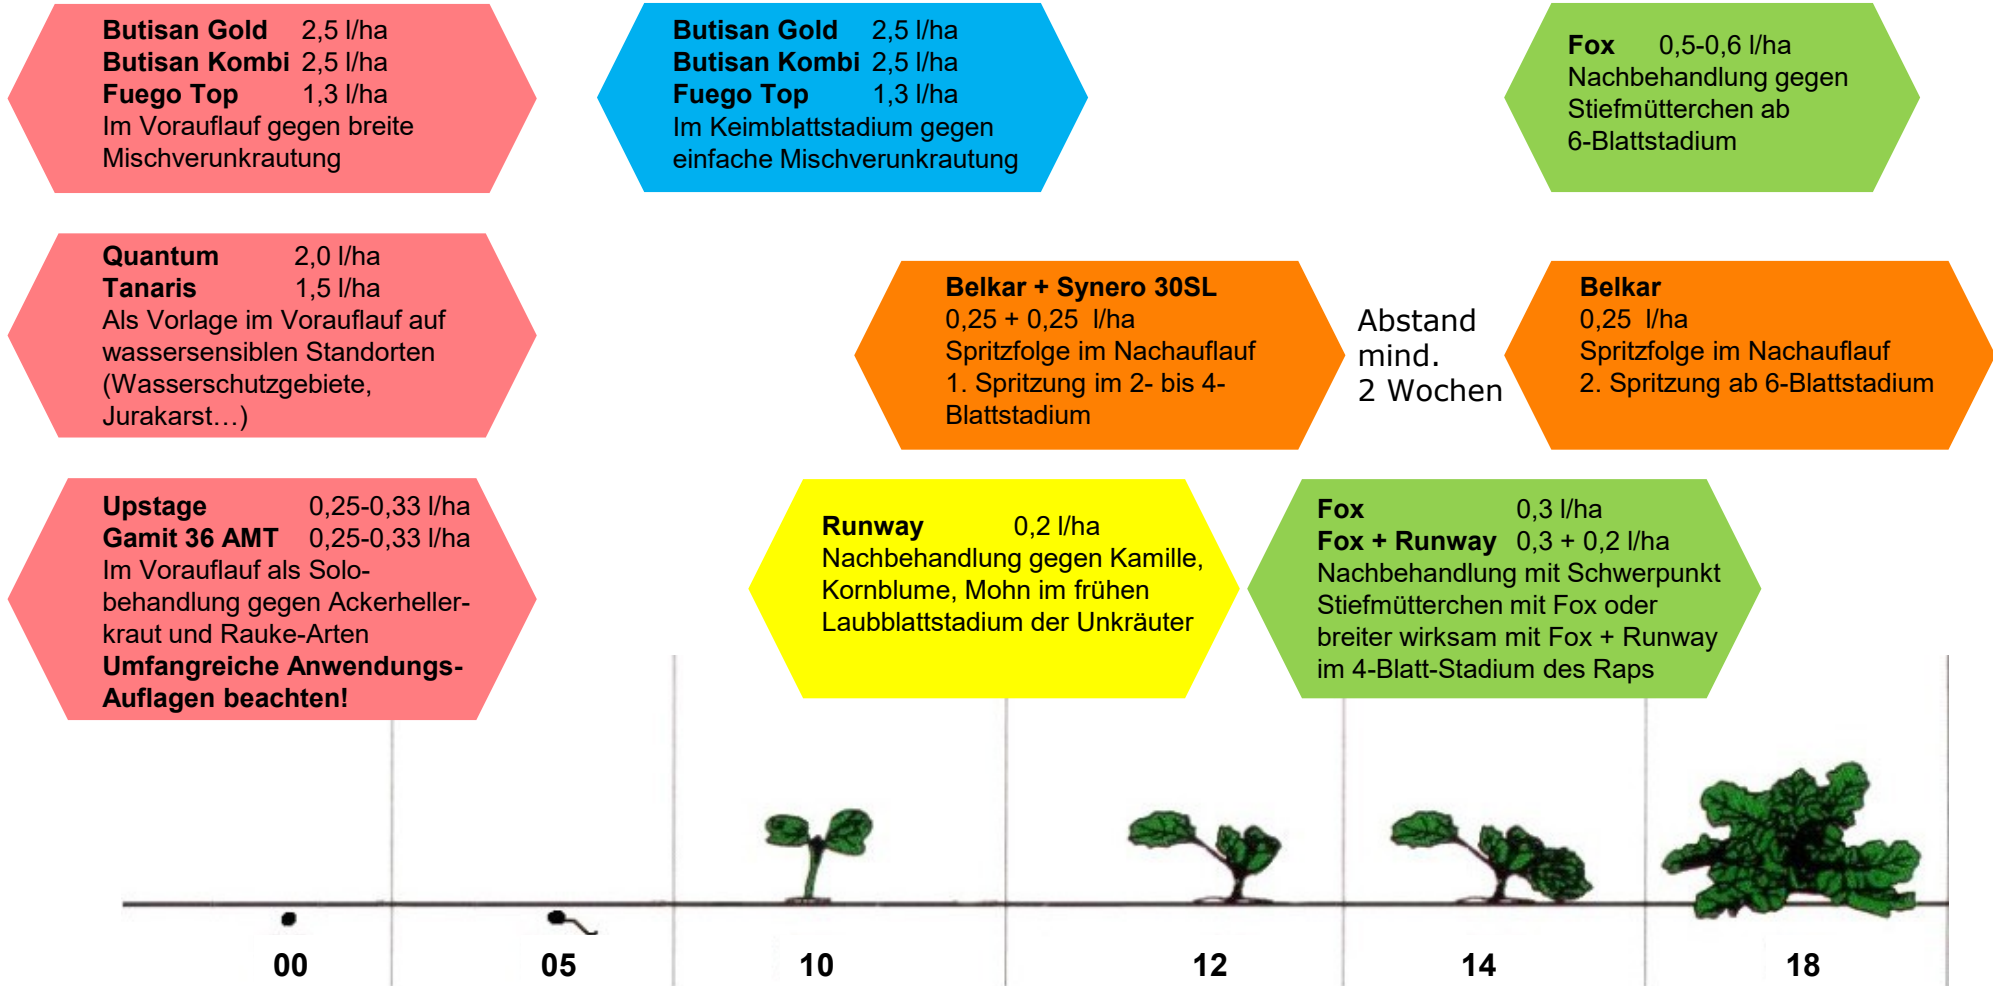 Butisan Gold 2,5 l/ha
Butisan Kombi 2,5 l/ha
Fuego Top 1,3 l/ha
Im Vorauflauf gegen breite
Mischverunkrautung
Butisan Gold 2,5 l/ha
Butisan Kombi 2,5 l/ha
Fuego Top 1,3 l/ha
Im Keimblattstadium gegen
einfache Mischverunkrautung
Fox 0,5-0,6 l/ha
Nachbehandlung gegen
Stiefmütterchen ab
6-Blattstadium
Quantum 2,0 l/ha
Tanaris 1,5 l/ha
Als Vorlage im Vorauflauf auf
wassersensiblen Standorten
(Wasserschutzgebiete,
Jurakarst…)
Belkar + Synero 30SL
0,25 + 0,25 l/ha
Spritzfolge im Nachauflauf
1. Spritzung im 2- bis 4-
Blattstadium
Abstand
mind.
2 Wochen
Belkar
0,25 l/ha
Spritzfolge im Nachauflauf
2. Spritzung ab 6-Blattstadium
Upstage 0,25-0,33 l/ha
Gamit 36 AMT 0,25-0,33 l/ha
Im Vorauflauf als Solo-
behandlung gegen Ackerheller-
kraut und Rauke-Arten
Umfangreiche Anwendungs-
Auflagen beachten!
Runway 0,2 l/ha
Nachbehandlung gegen Kamille,
Kornblume, Mohn im frühen
Laubblattstadium der Unkräuter
Fox 0,3 l/ha
Fox + Runway 0,3 + 0,2 l/ha
Nachbehandlung mit Schwerpunkt
Stiefmütterchen mit Fox oder
breiter wirksam mit Fox + Runway
im 4-Blatt-Stadium des Raps
00 05 10 12 14 18